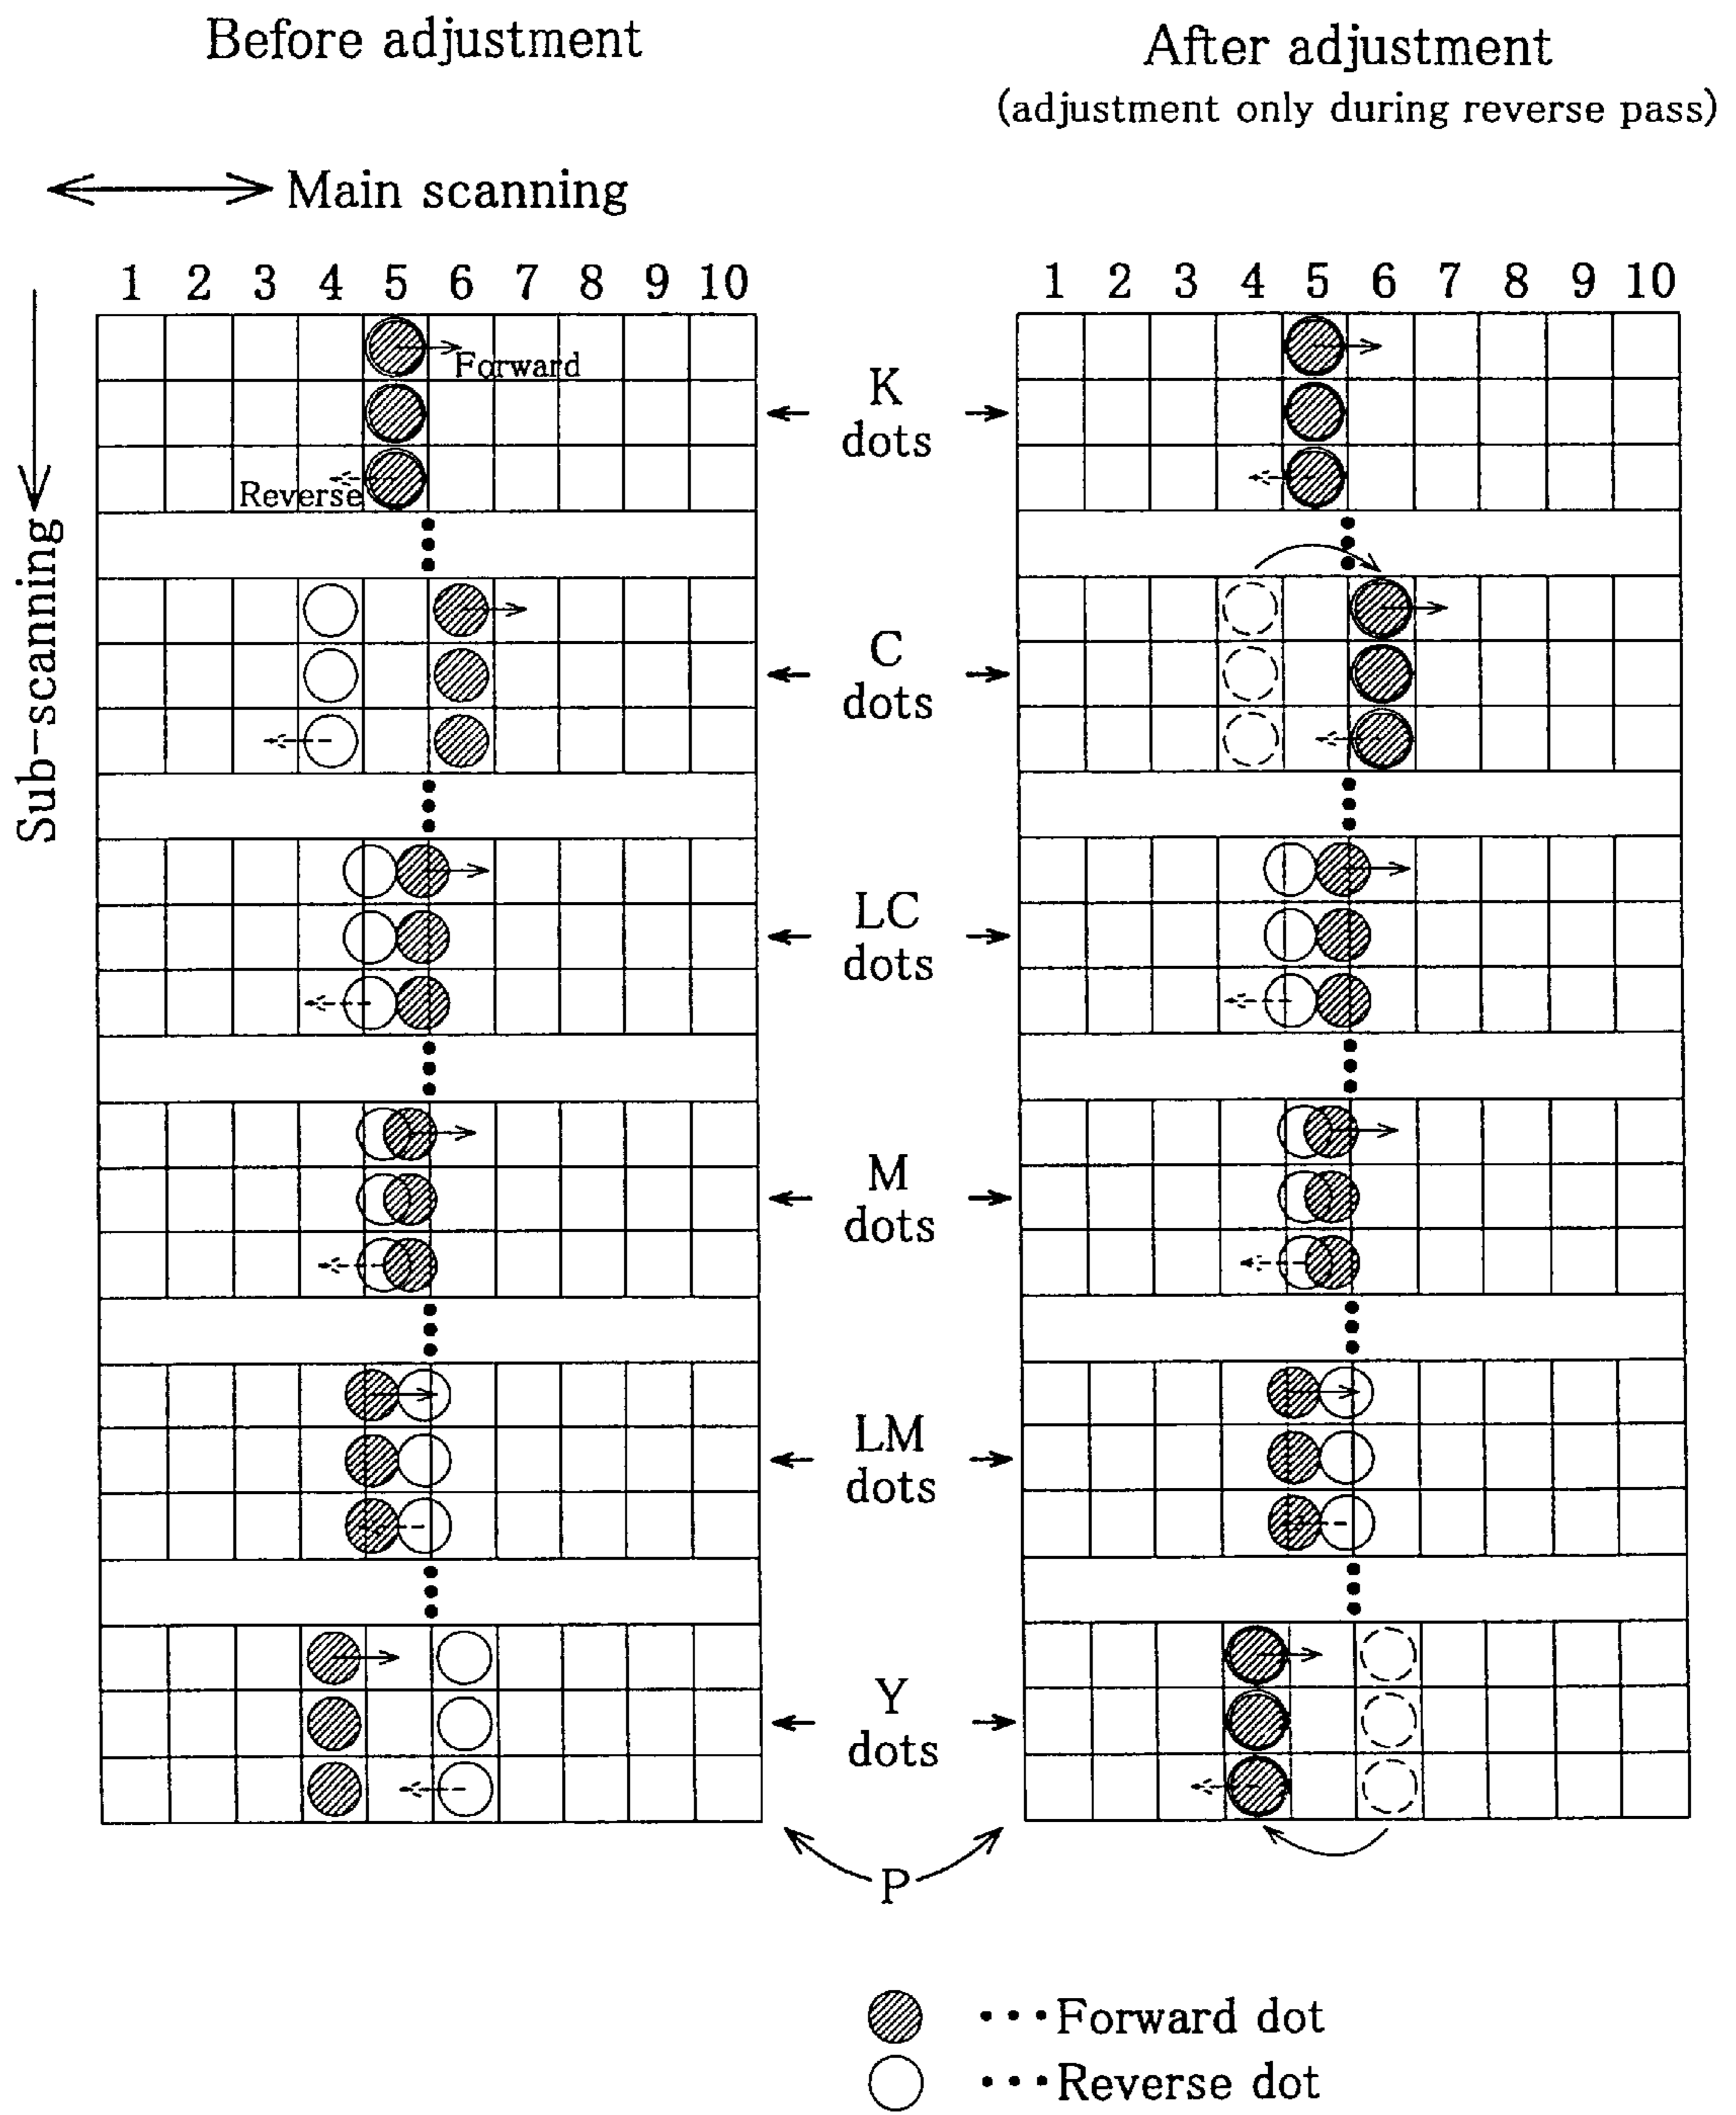 Before adjustment
After adjustment
(adjustment only during reverse pass)
Main scanning
Sub-scanning
1 2 3 4 5 6 7 8 9 10
1 2 3 4 5 6 7 8 9 10
Forward
Reverse
K
dots
C
dots
LC
dots
M
dots
LM
dots
Y
dots
P
•••Forward dot
•••Reverse dot